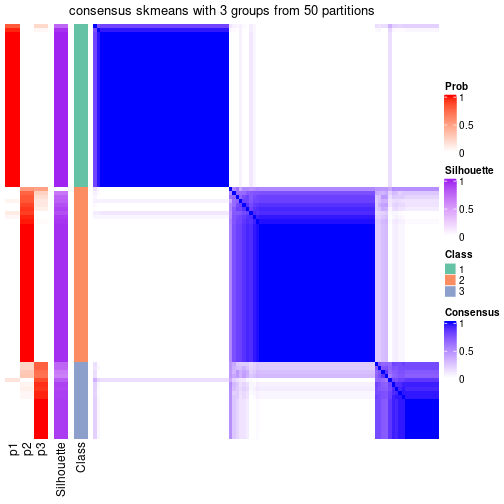 consensus skmeans with 3 groups from 50 partitions
Prob
1
0.5
0
Silhouette
1
0.5
0
Class
1
2
3
Consensus
1
0.5
0
p1
p2
p3
Silhouette
Class